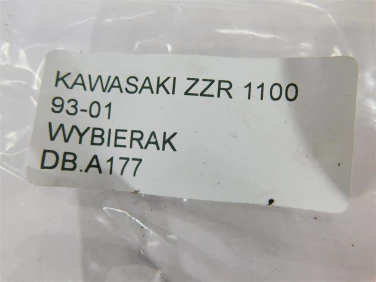 KAWASAKI ZZR 1100
93-01
WYBIERAK
DB.A177